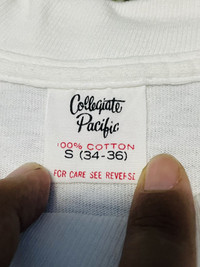 Collegiate
Pacific
100% COTTON
S (34-36)
FOR CARE SEE REVERSE